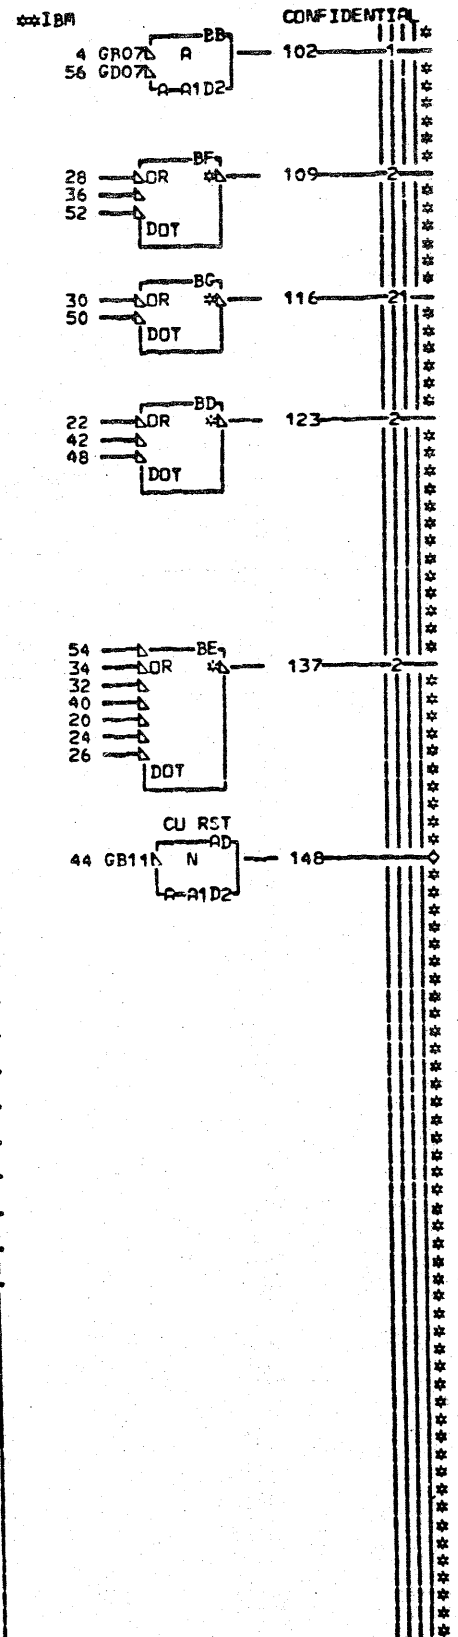 **IBM CONFIDENTIAL
BB
4 GB07 A 102 1
56 GD07
A-A1D2
BF
28 OR * 109 2
36
52
DOT
BG
30 OR * 116 21
50
DOT
BD
22 OR * 123 2
42
48
DOT
54 BE
34 OR * 137 2
32
40
20
24
26
DOT
CU RST
AD
44 GB11 N 148
A-A1D2